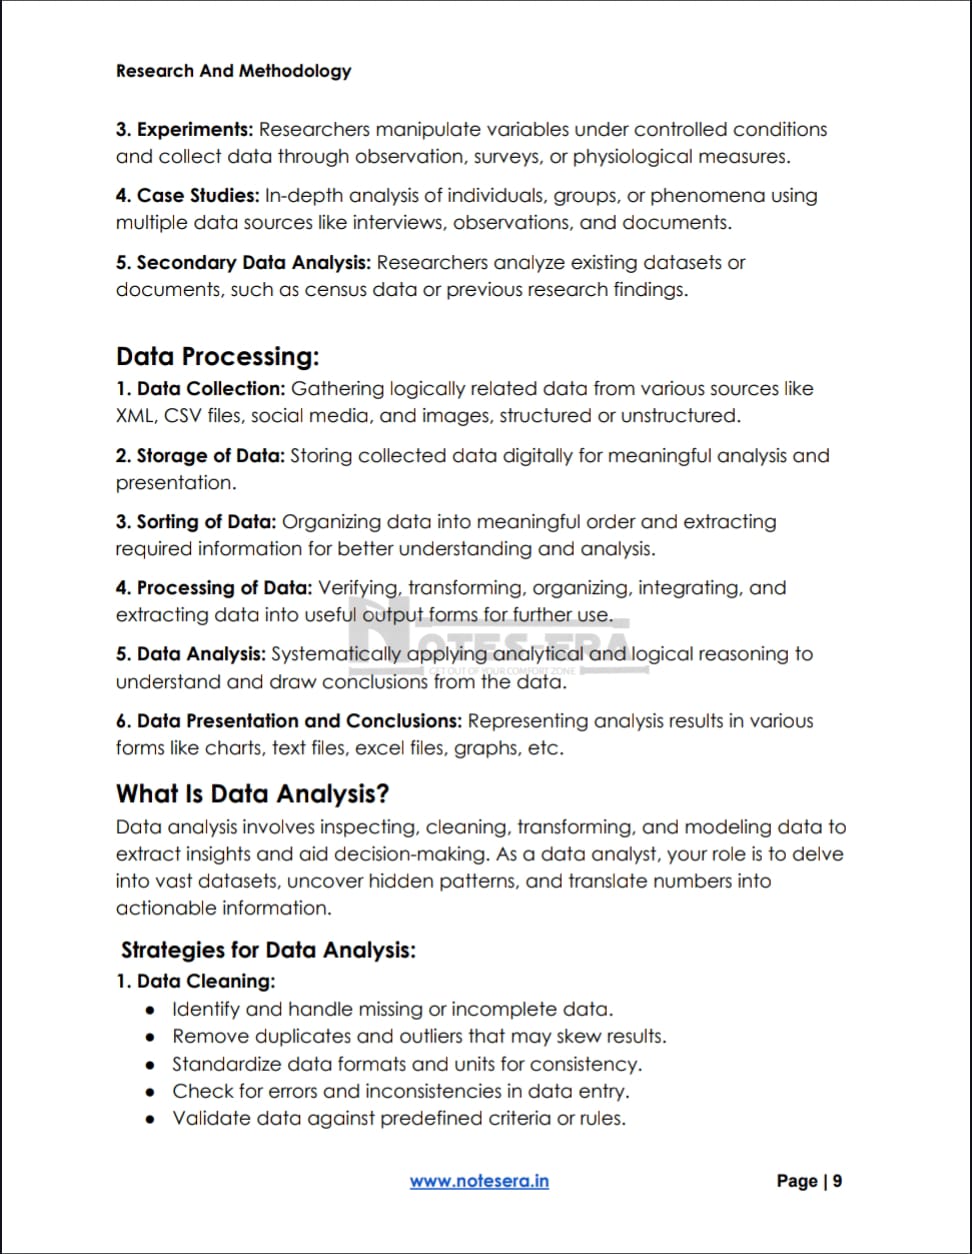 Research And Methodology
3. Experiments: Researchers manipulate variables under controlled conditions
and collect data through observation, surveys, or physiological measures.
4. Case Studies: In-depth analysis of individuals, groups, or phenomena using
multiple data sources like interviews, observations, and documents.
5. Secondary Data Analysis: Researchers analyze existing datasets or
documents, such as census data or previous research findings.
Data Processing:
1. Data Collection: Gathering logically related data from various sources like
XML, CSV files, social media, and images, structured or unstructured.
2. Storage of Data: Storing collected data digitally for meaningful analysis and
presentation.
3. Sorting of Data: Organizing data into meaningful order and extracting
required information for better understanding and analysis.
4. Processing of Data: Verifying, transforming, organizing, integrating, and
extracting data into useful output forms for further use.
NOTES-ERA
5. Data Analysis: Systematically applying analytical and logical reasoning to
GET OUT OF YOUR COMFORT ZONE
understand and draw conclusions from the data.
6. Data Presentation and Conclusions: Representing analysis results in various
forms like charts, text files, excel files, graphs, etc.
What Is Data Analysis?
Data analysis involves inspecting, cleaning, transforming, and modeling data to
extract insights and aid decision-making. As a data analyst, your role is to delve
into vast datasets, uncover hidden patterns, and translate numbers into
actionable information.
Strategies for Data Analysis:
1. Data Cleaning:
● Identify and handle missing or incomplete data.
● Remove duplicates and outliers that may skew results.
● Standardize data formats and units for consistency.
● Check for errors and inconsistencies in data entry.
● Validate data against predefined criteria or rules.
www.notesera.in Page | 9